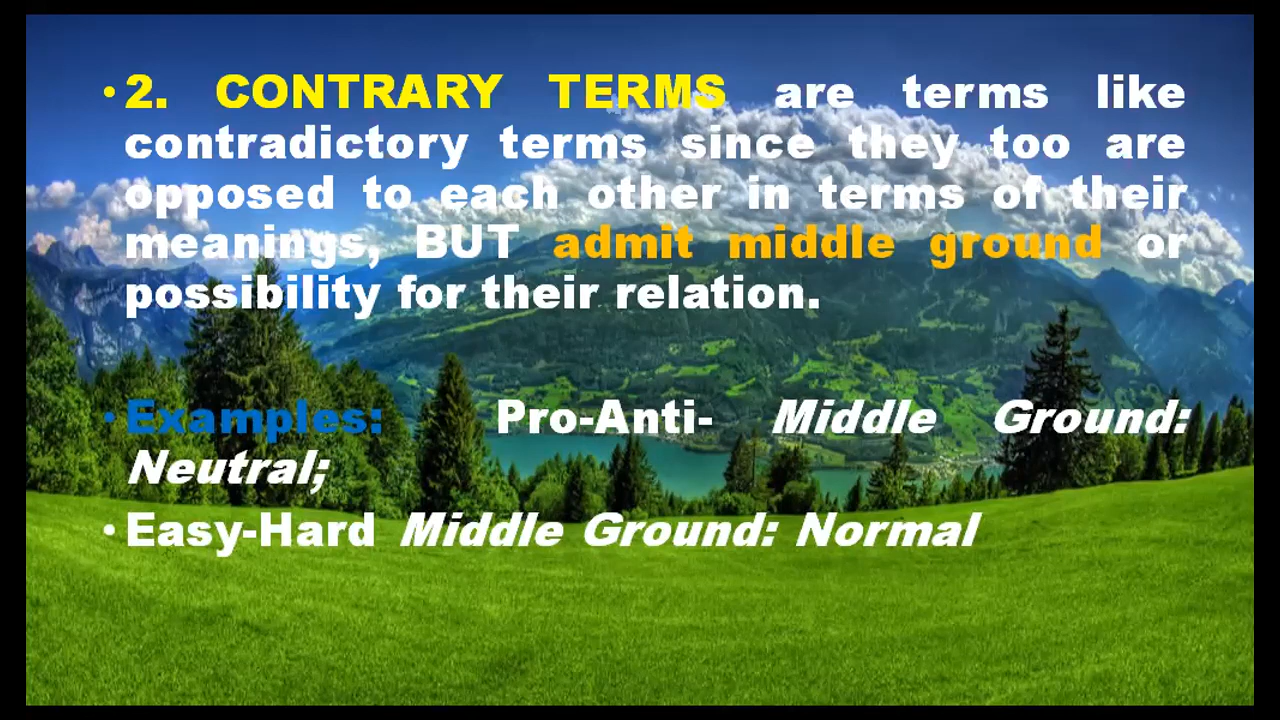 • 2. CONTRARY TERMS are terms like
contradictory terms since they too are
opposed to each other in terms of their
meanings, BUT admit middle ground or
possibility for their relation.
• Examples: Pro-Anti- Middle Ground:
Neutral;
• Easy-Hard Middle Ground: Normal